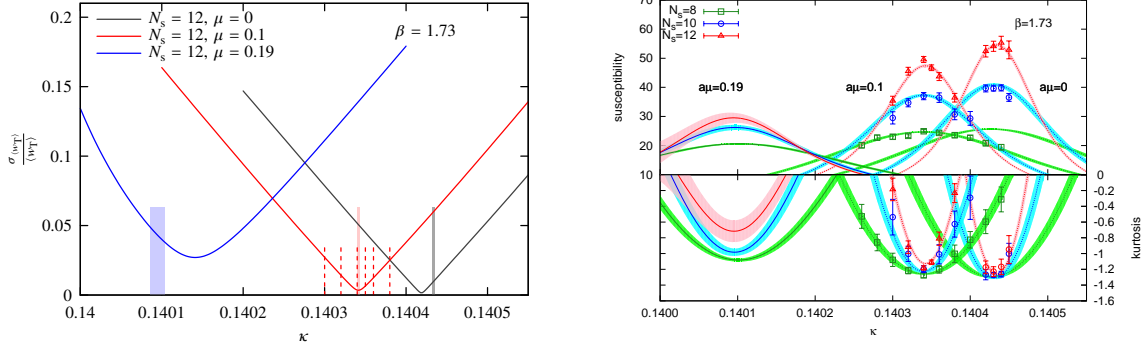 0.2
0.15
0.1
0.05
0
N_s = 12, μ = 0
N_s = 12, μ = 0.1
N_s = 12, μ = 0.19
β = 1.73
σ_⟨w_T⟩ / ⟨w_T⟩
0.14 0.1401 0.1402 0.1403 0.1404 0.1405
κ
70
60
50
40
30
20
10
susceptibility
N_s=8
N_s=10
N_s=12
β=1.73
aμ=0.19
aμ=0.1
aμ=0
0
-0.2
-0.4
-0.6
-0.8
-1
-1.2
-1.4
-1.6
kurtosis
0.1400 0.1401 0.1402 0.1403 0.1404 0.1405
κ